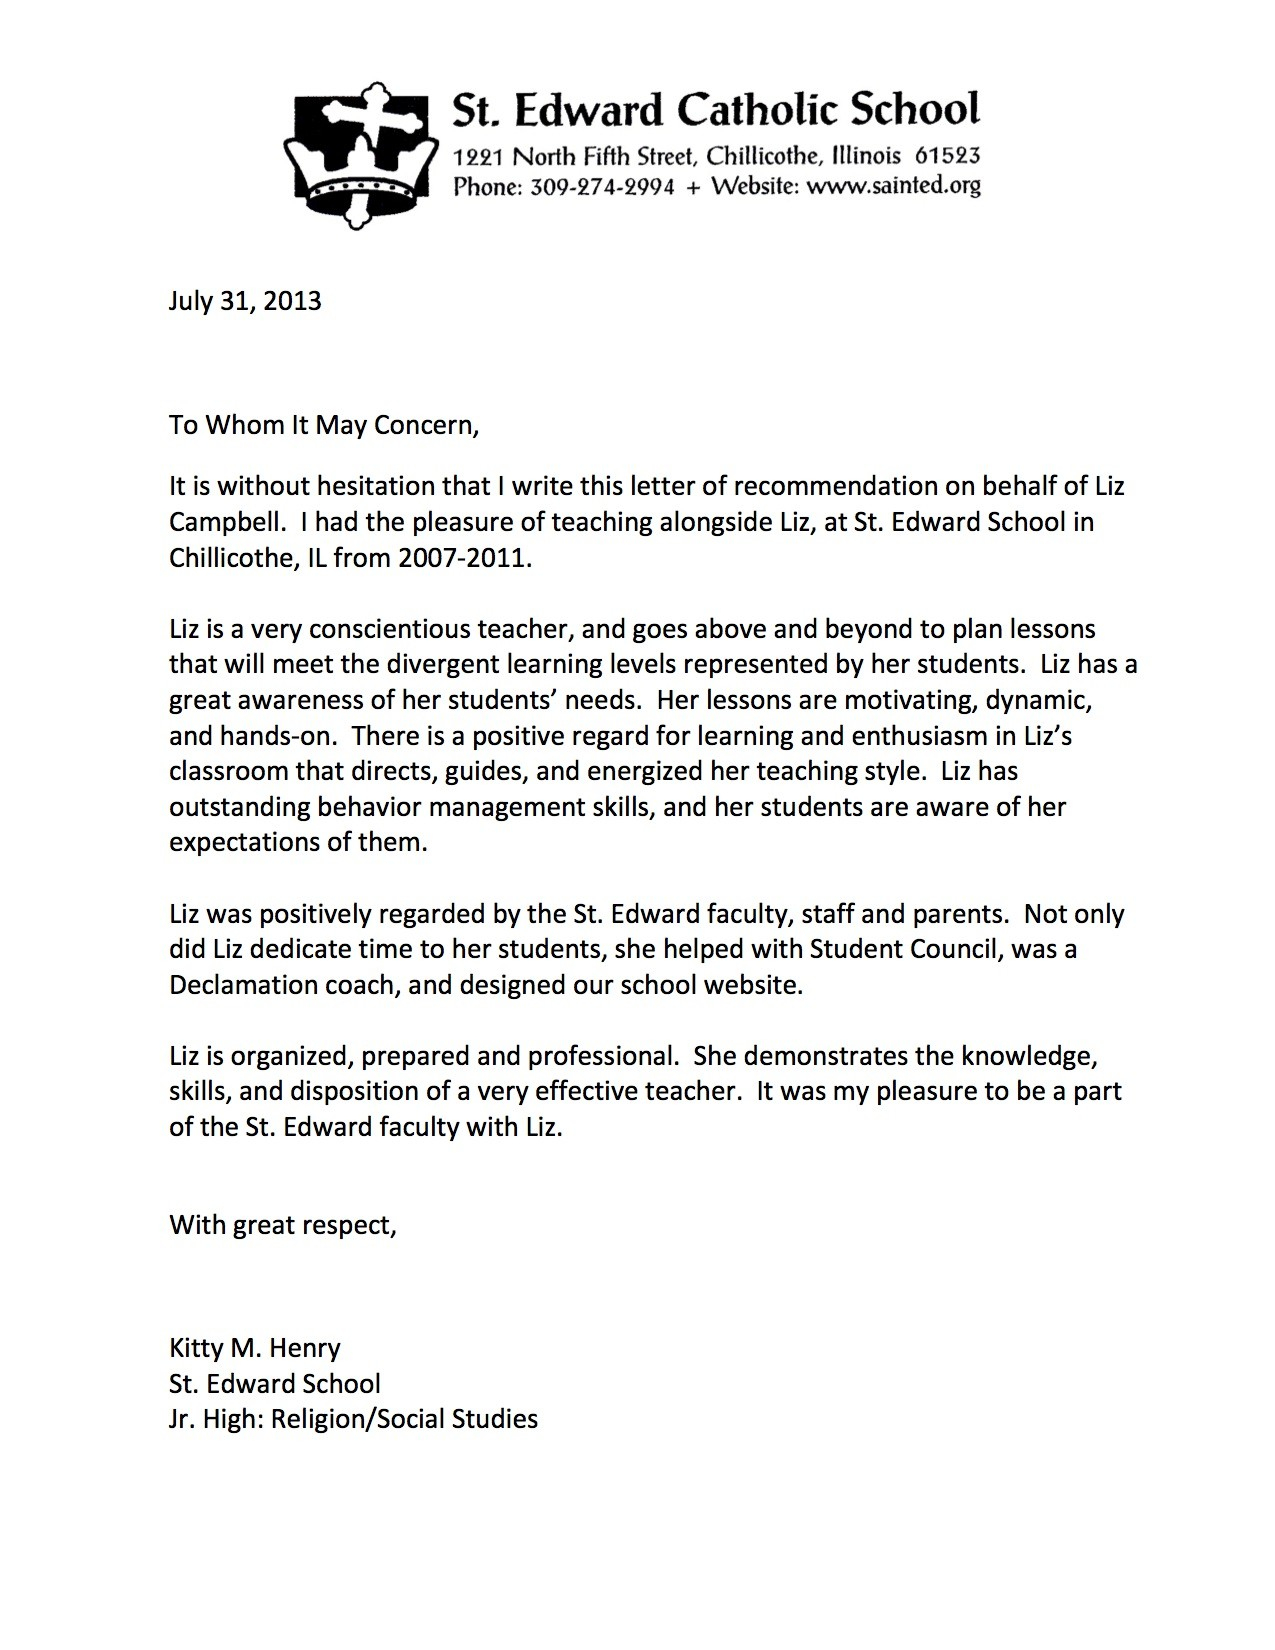 St. Edward Catholic School
1221 North Fifth Street, Chillicothe, Illinois 61523
Phone: 309-274-2994 + Website: www.sainted.org
July 31, 2013
To Whom It May Concern,
It is without hesitation that I write this letter of recommendation on behalf of Liz
Campbell.  I had the pleasure of teaching alongside Liz, at St. Edward School in
Chillicothe, IL from 2007-2011.
Liz is a very conscientious teacher, and goes above and beyond to plan lessons
that will meet the divergent learning levels represented by her students.  Liz has a
great awareness of her students’ needs.  Her lessons are motivating, dynamic,
and hands-on.  There is a positive regard for learning and enthusiasm in Liz’s
classroom that directs, guides, and energized her teaching style.  Liz has
outstanding behavior management skills, and her students are aware of her
expectations of them.
Liz was positively regarded by the St. Edward faculty, staff and parents.  Not only
did Liz dedicate time to her students, she helped with Student Council, was a
Declamation coach, and designed our school website.
Liz is organized, prepared and professional.  She demonstrates the knowledge,
skills, and disposition of a very effective teacher.  It was my pleasure to be a part
of the St. Edward faculty with Liz.
With great respect,
Kitty M. Henry
St. Edward School
Jr. High: Religion/Social Studies